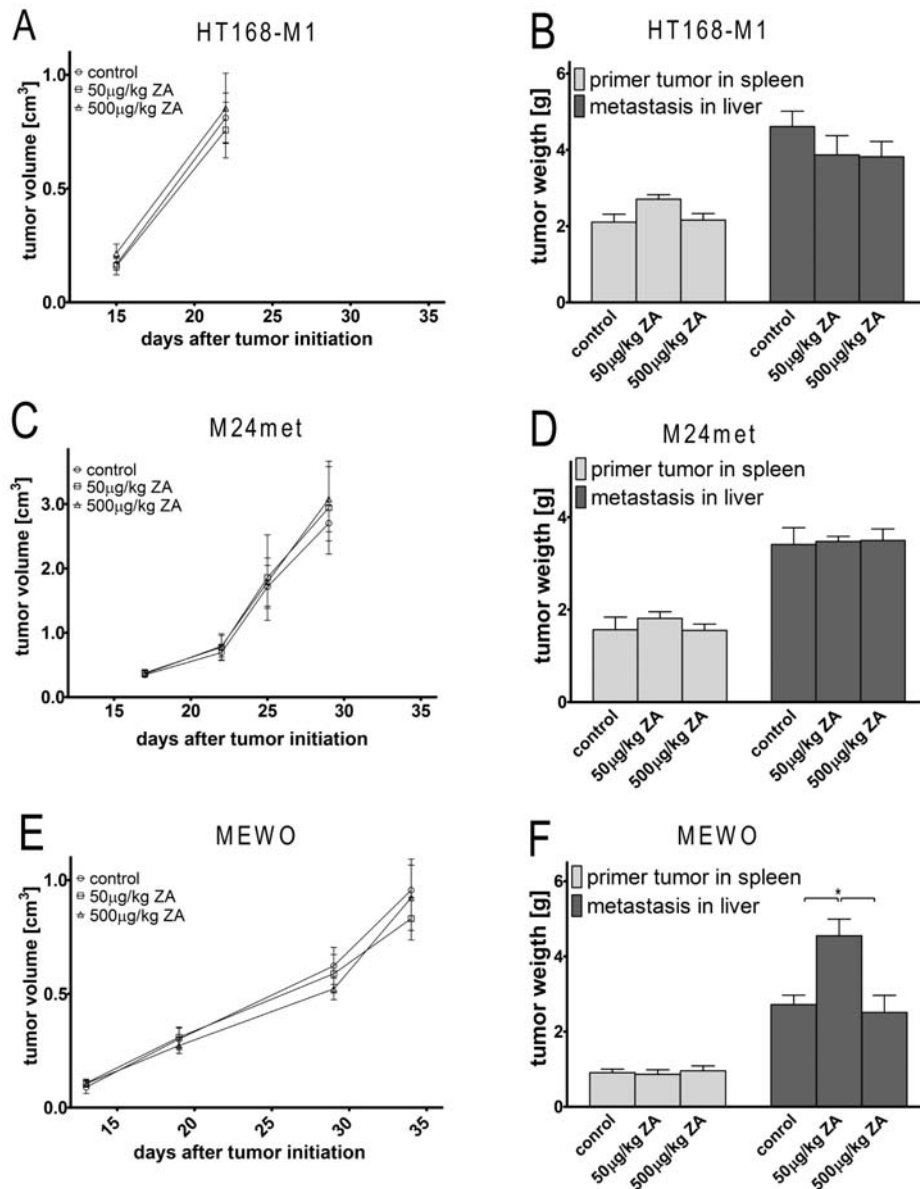 A
HT168-M1
control
50μg/kg ZA
500μg/kg ZA
1.0
0.5
0.0
tumor volume [cm³]
15 20 25 30 35
days after tumor initiation
B
HT168-M1
primer tumor in spleen
metastasis in liver
6
4
2
0
tumor weigth [g]
control
50μg/kg ZA
500μg/kg ZA
control
50μg/kg ZA
500μg/kg ZA
C
M24met
control
50μg/kg ZA
500μg/kg ZA
3.0
2.0
1.0
0.0
tumor volume [cm³]
15 20 25 30 35
days after tumor initiation
D
M24met
primer tumor in spleen
metastasis in liver
4
2
0
tumor weigth [g]
control
50μg/kg ZA
500μg/kg ZA
control
50μg/kg ZA
500μg/kg ZA
E
MEWO
control
50μg/kg ZA
500μg/kg ZA
1.0
0.5
0.0
tumor volume [cm³]
15 20 25 30 35
days after tumor initiation
F
MEWO
primer tumor in spleen
metastasis in liver
*
6
4
2
0
tumor weigth [g]
control
50μg/kg ZA
500μg/kg ZA
control
50μg/kg ZA
500μg/kg ZA